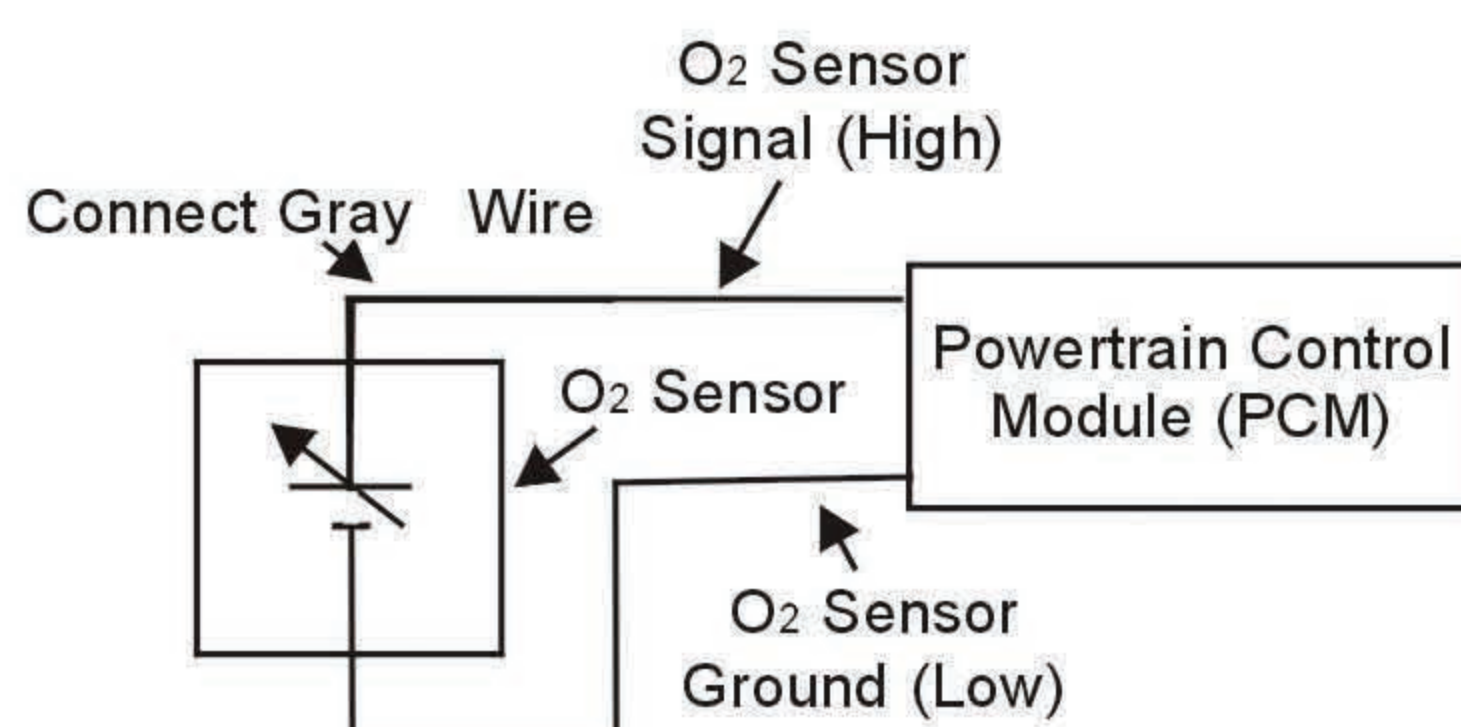 O2 Sensor
Signal (High)
Connect Gray Wire
Powertrain Control
Module (PCM)
O2 Sensor
O2 Sensor
Ground (Low)